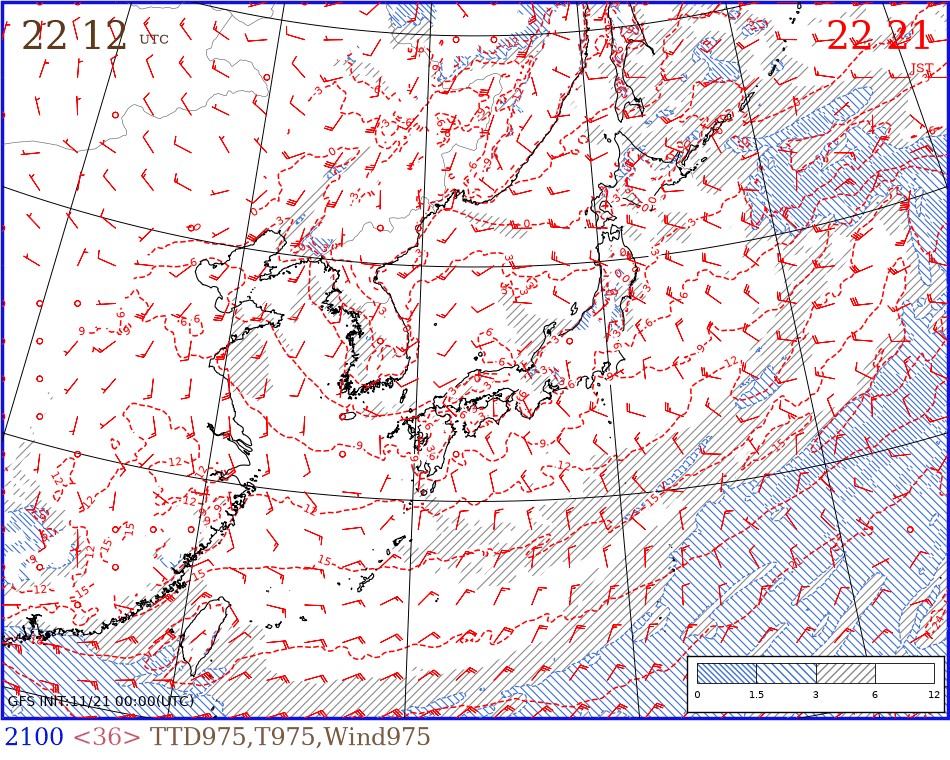 22 12 UTC
22 21
JST
GFS INIT:11/21 00:00(UTC)
0 1.5 3 6 12
2100 <36> TTD975,T975,Wind975